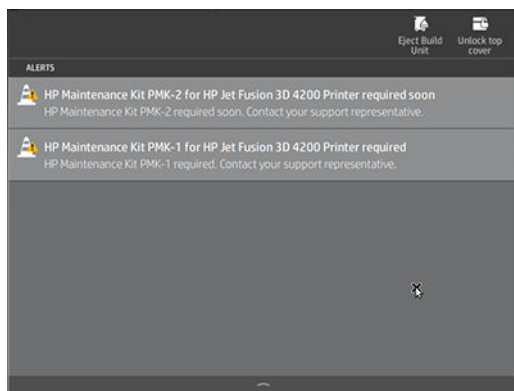 Eject Build
Unit
Unlock top
cover
ALERTS
HP Maintenance Kit PMK-2 for HP Jet Fusion 3D 4200 Printer required soon
HP Maintenance Kit PMK-2 required soon. Contact your support representative.
HP Maintenance Kit PMK-1 for HP Jet Fusion 3D 4200 Printer required
HP Maintenance Kit PMK-1 required. Contact your support representative.